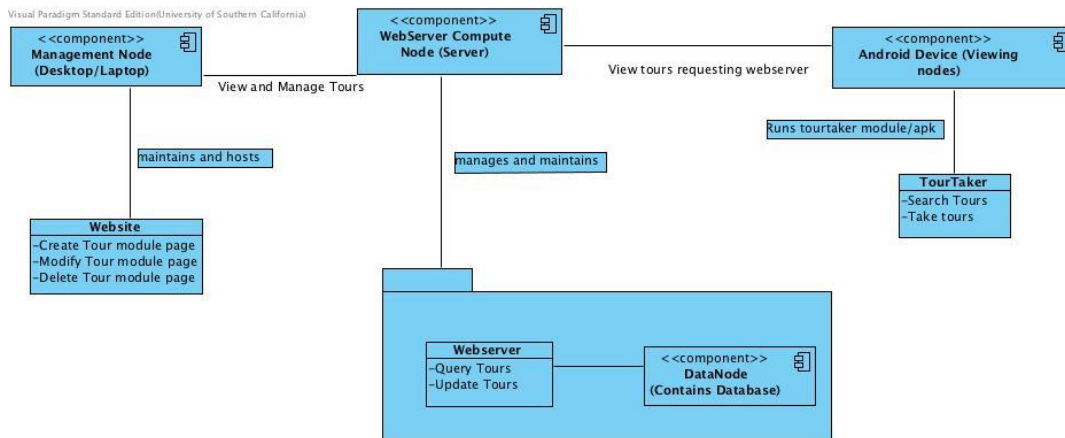 Visual Paradigm Standard Edition(University of Southern California)
<<component>>
Management Node
(Desktop/Laptop)
<<component>>
WebServer Compute
Node (Server)
<<component>>
Android Device (Viewing
nodes)
View and Manage Tours
View tours requesting webserver
maintains and hosts
manages and maintains
Runs tourtaker module/apk
Website
-Create Tour module page
-Modify Tour module page
-Delete Tour module page
TourTaker
-Search Tours
-Take tours
Webserver
-Query Tours
-Update Tours
<<component>>
DataNode
(Contains Database)